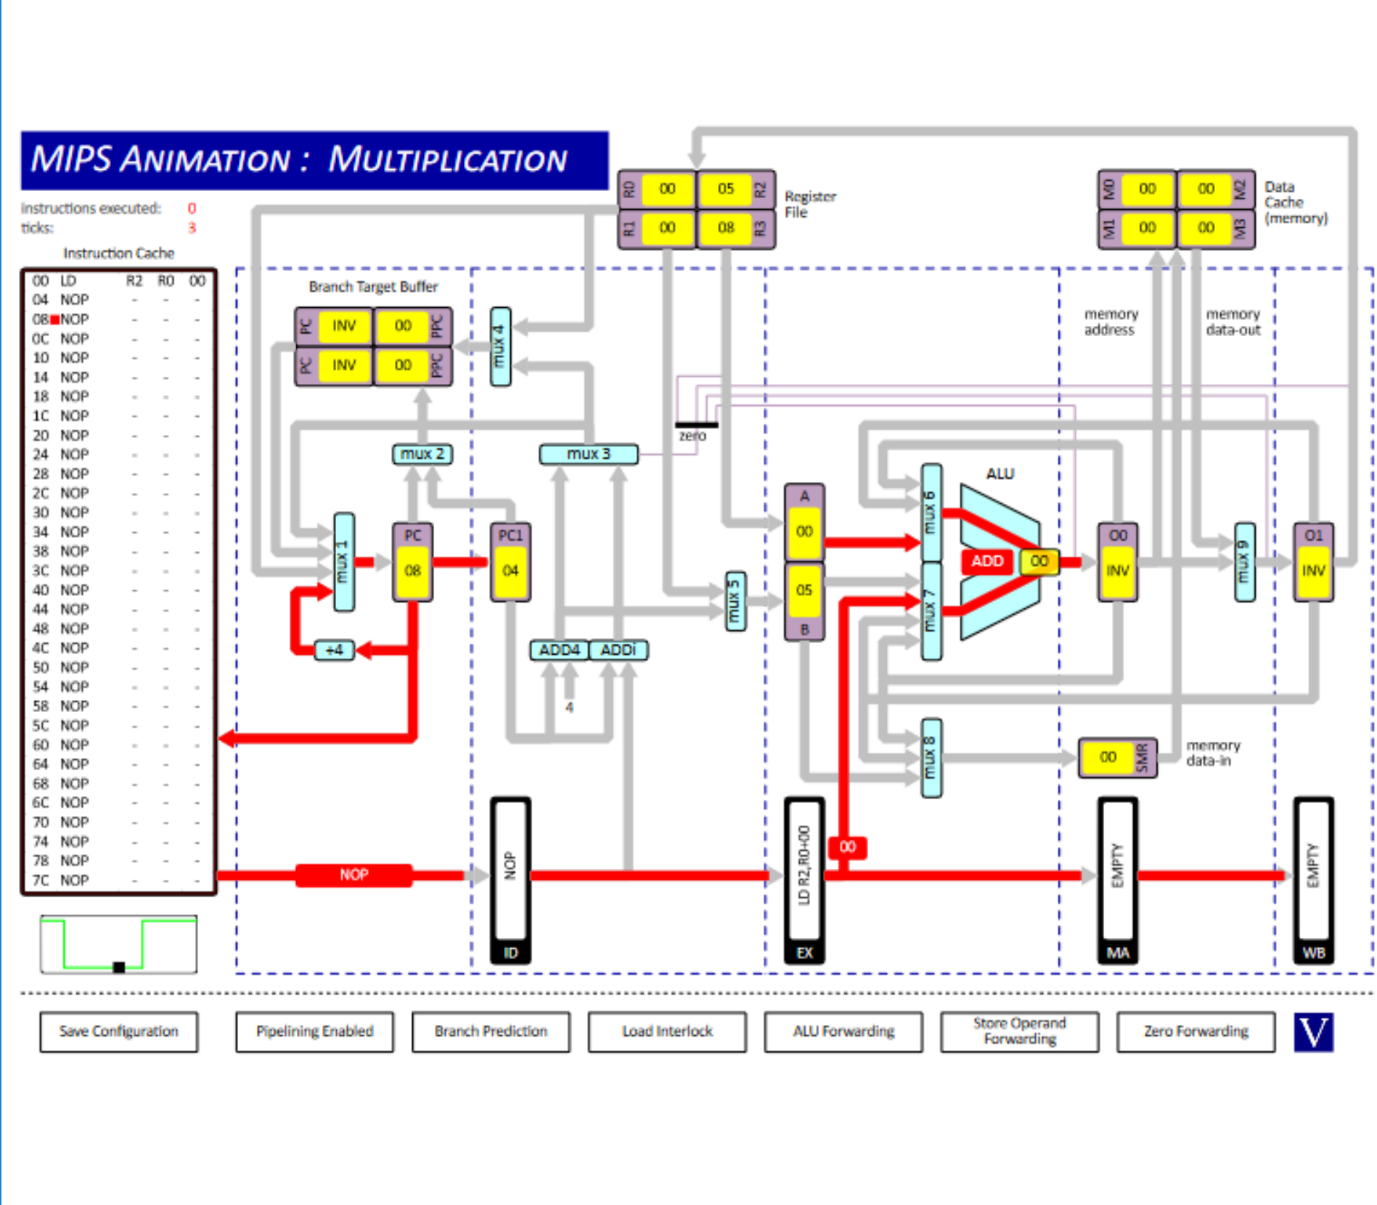 MIPS ANIMATION : MULTIPLICATION
instructions executed: 0
ticks: 3
Instruction Cache
00 LD R2 R0 00
04 NOP - - -
08 NOP - - -
0C NOP - - -
10 NOP - - -
14 NOP - - -
18 NOP - - -
1C NOP - - -
20 NOP - - -
24 NOP - - -
28 NOP - - -
2C NOP - - -
30 NOP - - -
34 NOP - - -
38 NOP - - -
3C NOP - - -
40 NOP - - -
44 NOP - - -
48 NOP - - -
4C NOP - - -
50 NOP - - -
54 NOP - - -
58 NOP - - -
5C NOP - - -
60 NOP - - -
64 NOP - - -
68 NOP - - -
6C NOP - - -
70 NOP - - -
74 NOP - - -
78 NOP - - -
7C NOP - - -
R0 00 05 R2
R1 00 08 R3
Register
File
M0 00 00 M2
M1 00 00 M3
Data
Cache
(memory)
Branch Target Buffer
PC INV 00 PPC
PC INV 00 PPC
mux 4
memory
address
memory
data-out
zero
mux 2
mux 3
mux 1
PC
08
PC1
04
+4
ADD4
ADDi
4
mux 5
A
00
05
B
mux 6
mux 7
ALU
ADD
00
O0
INV
mux 9
O1
INV
mux 8
00 SMR
memory
data-in
00
NOP
NOP
ID
LD R2,R0+00
EX
EMPTY
MA
EMPTY
WB
Save Configuration
Pipelining Enabled
Branch Prediction
Load Interlock
ALU Forwarding
Store Operand
Forwarding
Zero Forwarding
V